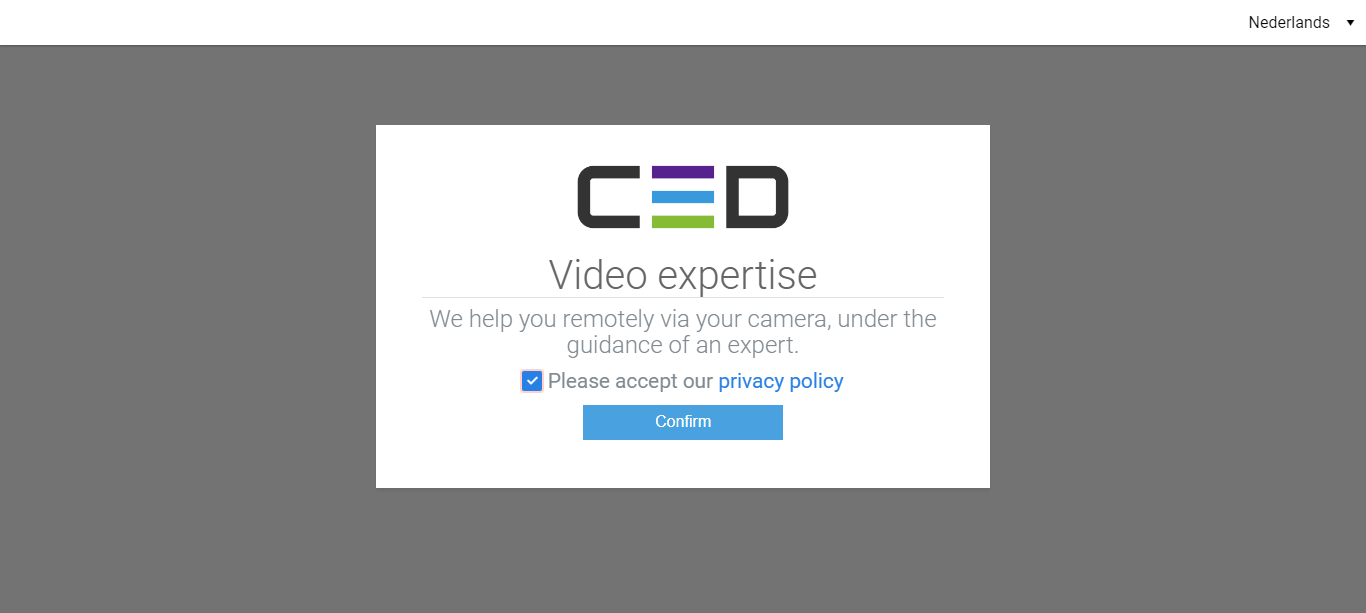 Nederlands
CED
Video expertise
We help you remotely via your camera, under the
guidance of an expert.
Please accept our privacy policy
Confirm